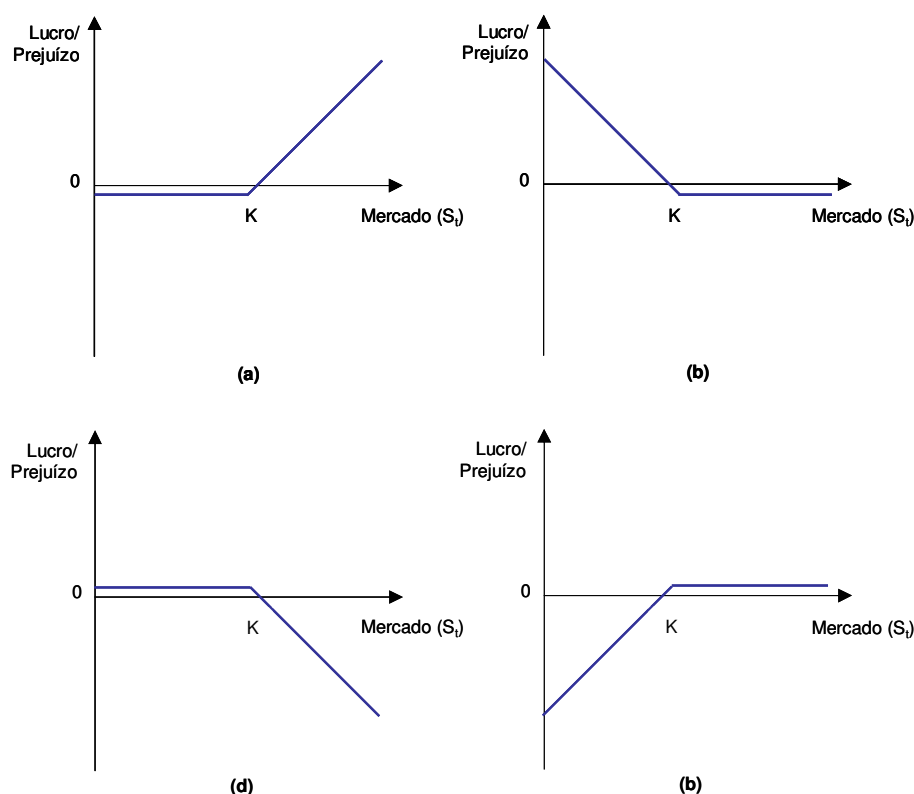 Lucro/
Prejuízo
0
K
Mercado (St)
(a)
Lucro/
Prejuízo
0
K
Mercado (St)
(b)
Lucro/
Prejuízo
0
K
Mercado (St)
(d)
Lucro/
Prejuízo
0
K
Mercado (St)
(b)